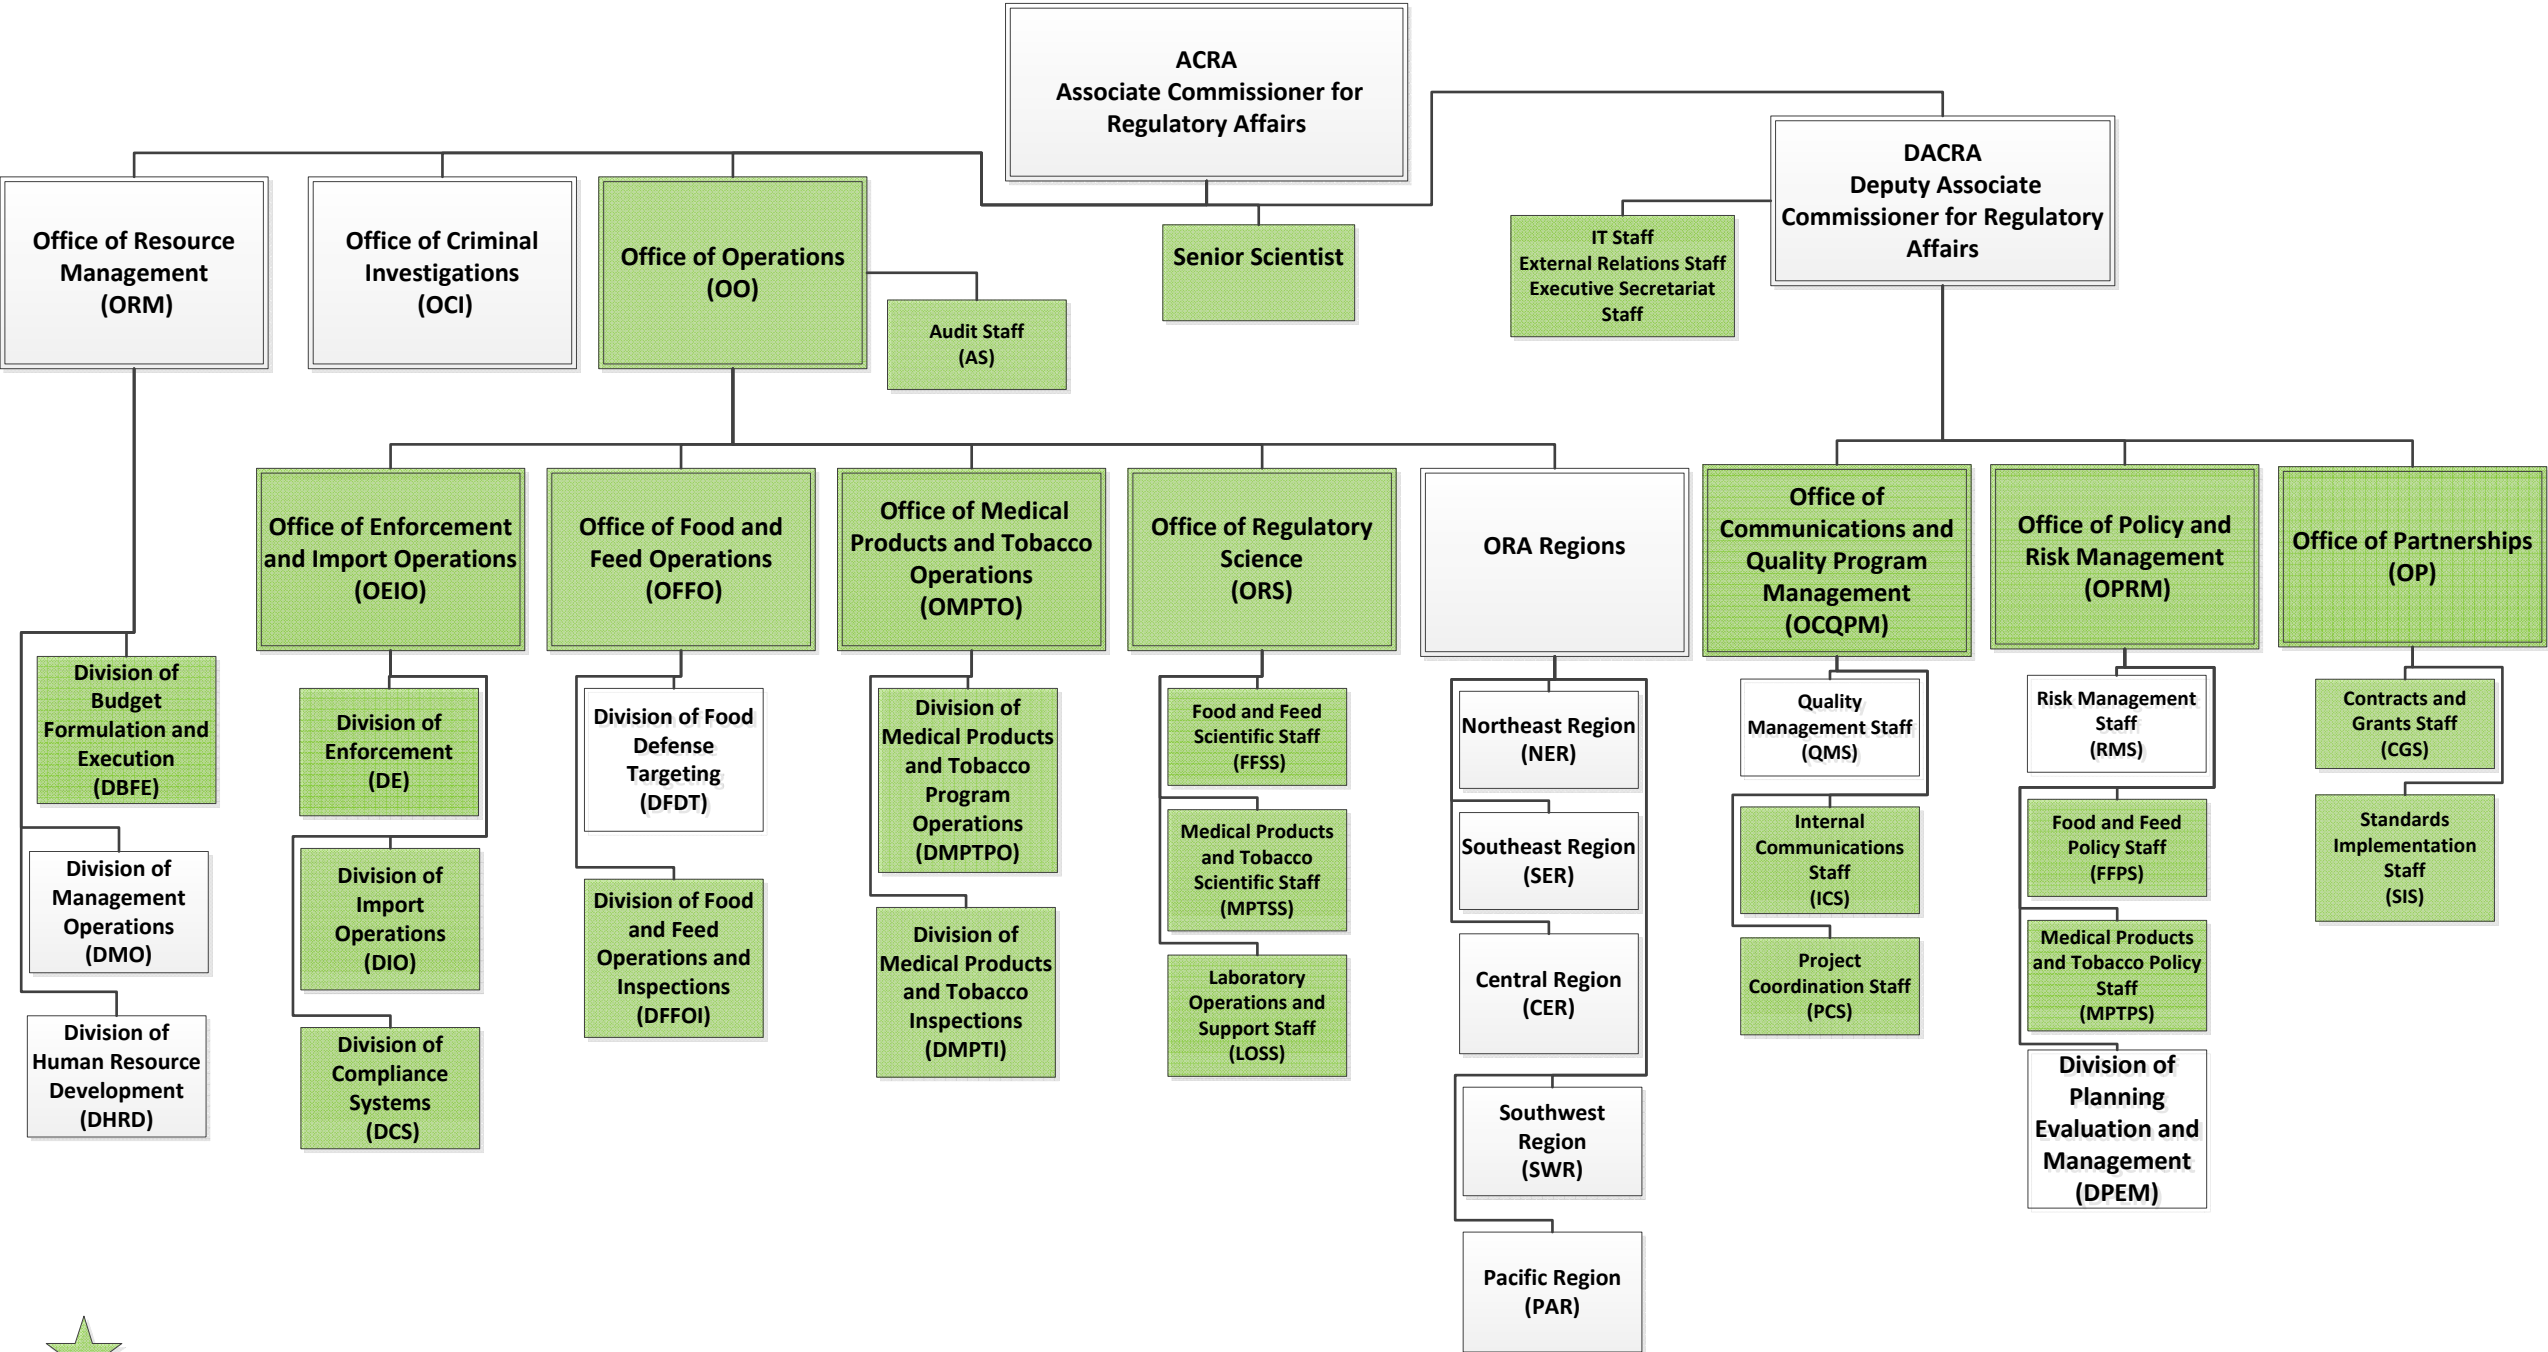 ACRA
Associate Commissioner for
Regulatory Affairs
DACRA
Deputy Associate
Commissioner for Regulatory
Affairs
Office of Resource
Management
(ORM)
Office of Criminal
Investigations
(OCI)
Office of Operations
(OO)
Audit Staff
(AS)
Senior Scientist
IT Staff
External Relations Staff
Executive Secretariat
Staff
Office of Enforcement
and Import Operations
(OEIO)
Office of Food and
Feed Operations
(OFFO)
Office of Medical
Products and Tobacco
Operations
(OMPTO)
Office of Regulatory
Science
(ORS)
ORA Regions
Office of
Communications and
Quality Program
Management
(OCQPM)
Office of Policy and
Risk Management
(OPRM)
Office of Partnerships
(OP)
Division of
Budget
Formulation and
Execution
(DBFE)
Division of
Management
Operations
(DMO)
Division of
Human Resource
Development
(DHRD)
Division of
Enforcement
(DE)
Division of
Import
Operations
(DIO)
Division of
Compliance
Systems
(DCS)
Division of Food
Defense
Targeting
(DFDT)
Division of Food
and Feed
Operations and
Inspections
(DFFOI)
Division of
Medical Products
and Tobacco
Program
Operations
(DMPTPO)
Division of
Medical Products
and Tobacco
Inspections
(DMPTI)
Food and Feed
Scientific Staff
(FFSS)
Medical Products
and Tobacco
Scientific Staff
(MPTSS)
Laboratory
Operations and
Support Staff
(LOSS)
Northeast Region
(NER)
Southeast Region
(SER)
Central Region
(CER)
Southwest
Region
(SWR)
Pacific Region
(PAR)
Quality
Management Staff
(QMS)
Internal
Communications
Staff
(ICS)
Project
Coordination Staff
(PCS)
Risk Management
Staff
(RMS)
Food and Feed
Policy Staff
(FFPS)
Medical Products
and Tobacco Policy
Staff
(MPTPS)
Division of
Planning
Evaluation and
Management
(DPEM)
Contracts and
Grants Staff
(CGS)
Standards
Implementation
Staff
(SIS)